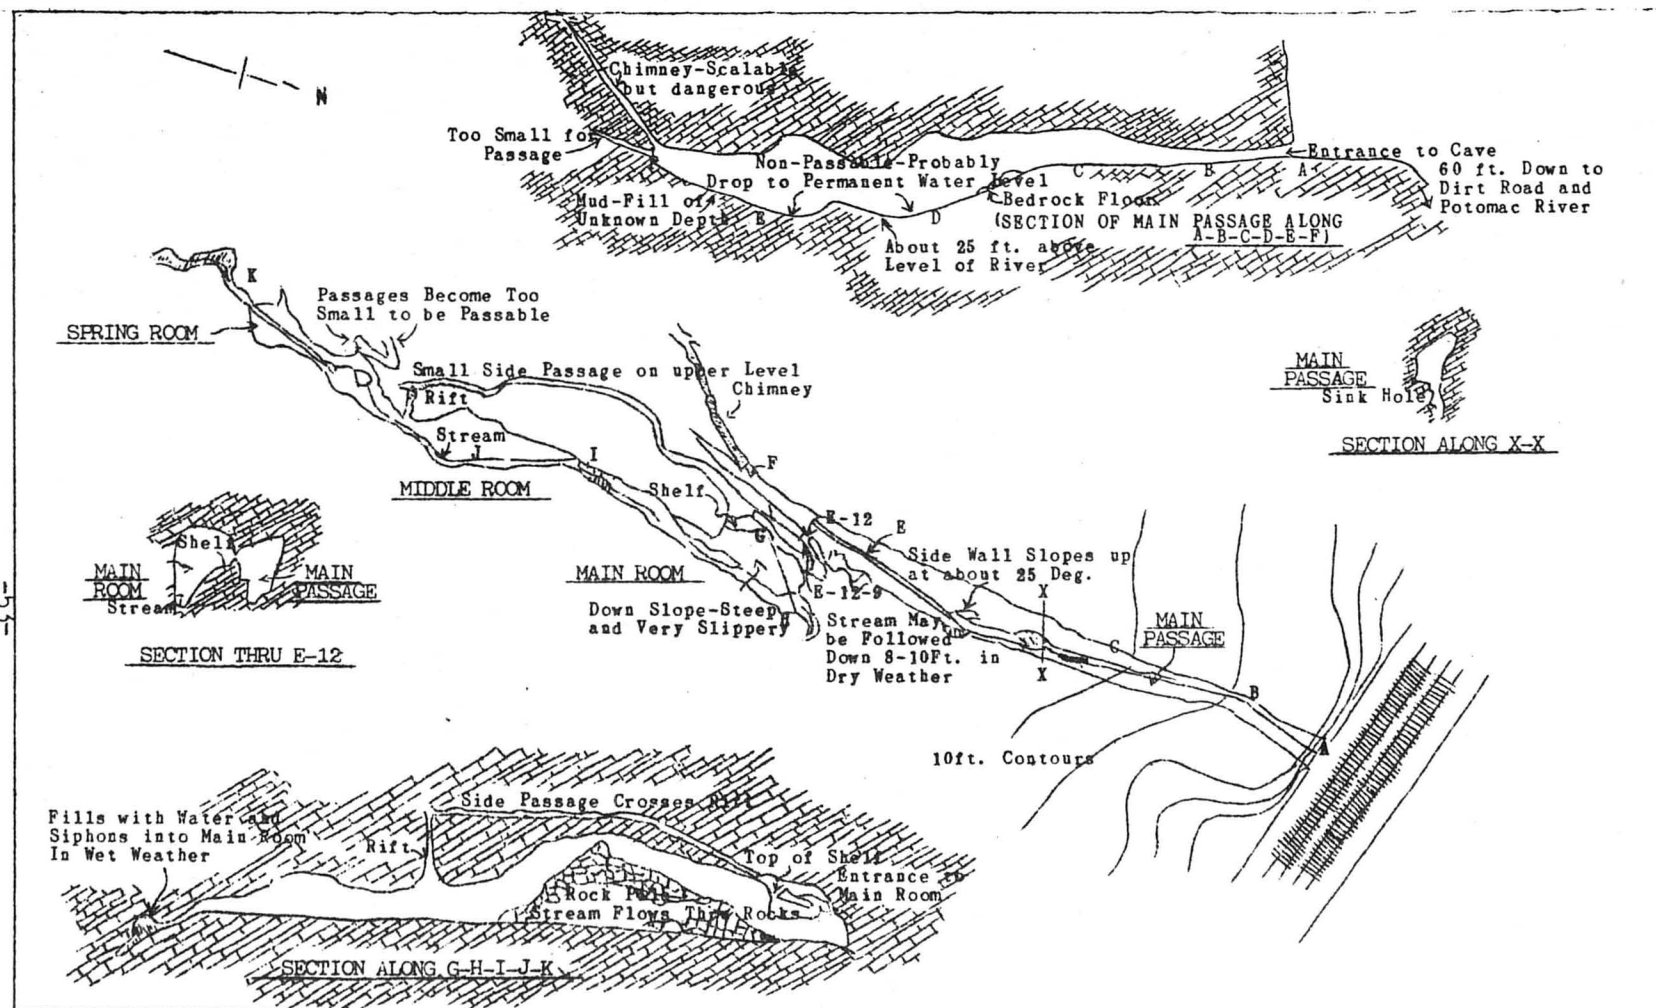 N
Chimney-Scalable
but dangerous
Too Small for
Passage
F
Non-Passable-Probably
Drop to Permanent Water Level
Mud-Fill of
Unknown Depth
E
D
C
B
A
Bedrock Floor
(SECTION OF MAIN PASSAGE ALONG
A-B-C-D-E-F)
About 25 ft. above
Level of River
Entrance to Cave
60 ft. Down to
Dirt Road and
Potomac River
K
SPRING ROOM
Passages Become Too
Small to be Passable
Small Side Passage on upper Level
Chimney
Rift
Stream
J
I
MIDDLE ROOM
F
Shelf
G
E-12
E
MAIN ROOM
E-12-9
H
Down Slope-Steep
and Very Slippery
Side Wall Slopes up
at about 25 Deg.
X
X
Stream May
be Followed
Down 8-10Ft. in
Dry Weather
MAIN
PASSAGE
C
B
A
10ft. Contours
MAIN
PASSAGE
Sink Hole
SECTION ALONG X-X
Shelf
MAIN
ROOM
Stream
MAIN
PASSAGE
SECTION THRU E-12
-53-
Fills with Water and
Siphons into Main Room
In Wet Weather
Side Passage Crosses Rift
Rift
Top of Shelf
Entrance to
Main Room
Rock Pile
Stream Flows Thru Rocks
SECTION ALONG G-H-I-J-K